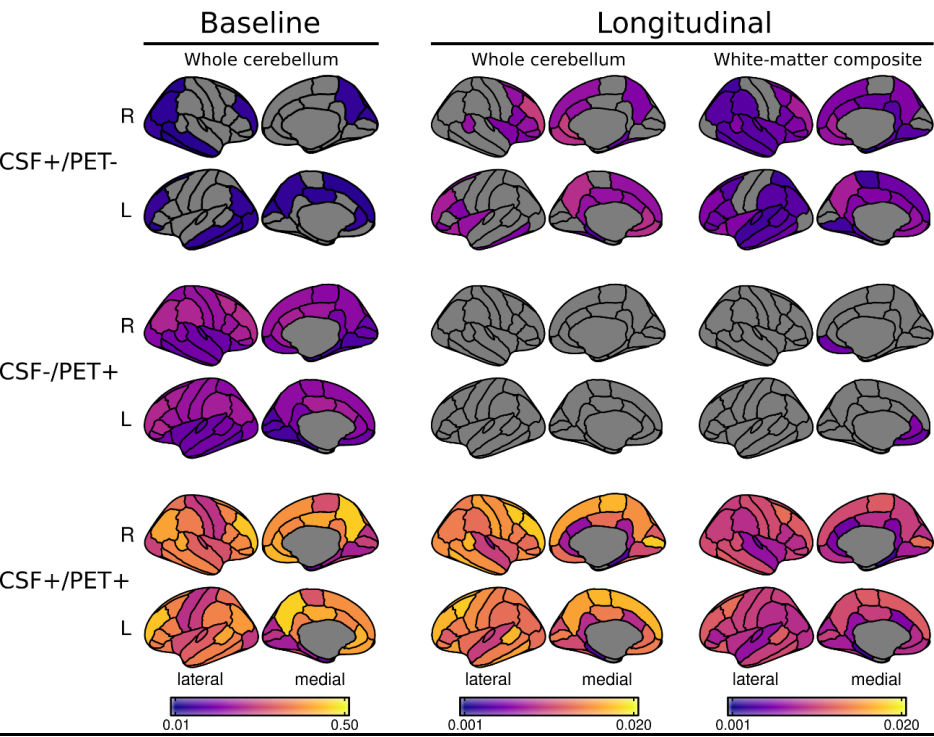 Baseline Longitudinal
Whole cerebellum Whole cerebellum White-matter composite
R
CSF+/PET-
L
R
CSF-/PET+
L
R
CSF+/PET+
L
lateral medial lateral medial lateral medial
0.01 0.50 0.001 0.020 0.001 0.020